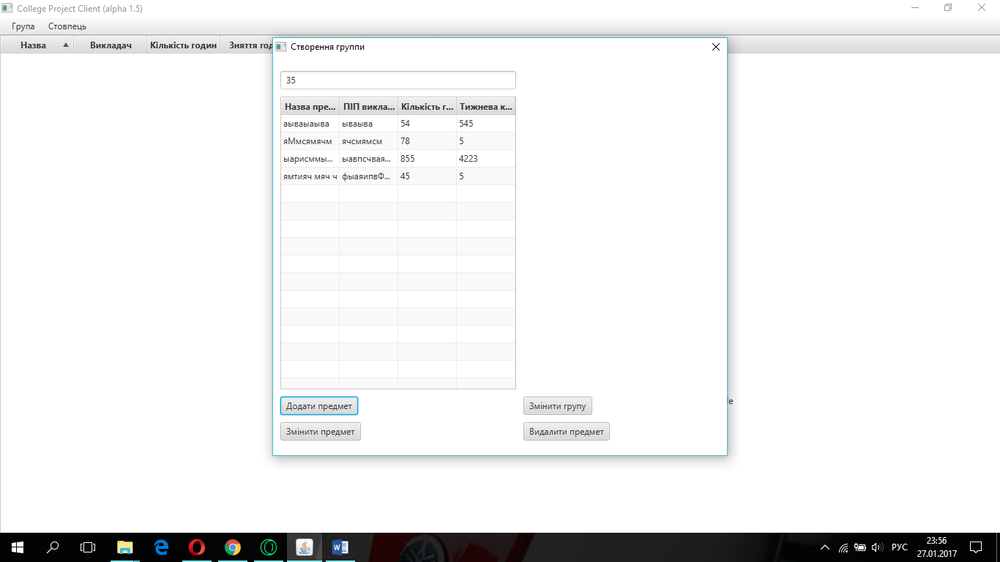 College Project Client (alpha 1.5)
Група Стовпець
Назва Викладач Кількість годин Зняття год
Створення группи
35
Назва пре... ПІП викла... Кількість г... Тижнева к...
аываыаыва ываыва 54 545
яМмсямячм ячсмямсм 78 5
ыарисммы... ыавпсчвая... 855 4223
ямтияч мяч ч фыаяипвФ... 45 5
Додати предмет Змінити групу
Змінити предмет Видалити предмет
РУС 23:56
27.01.2017